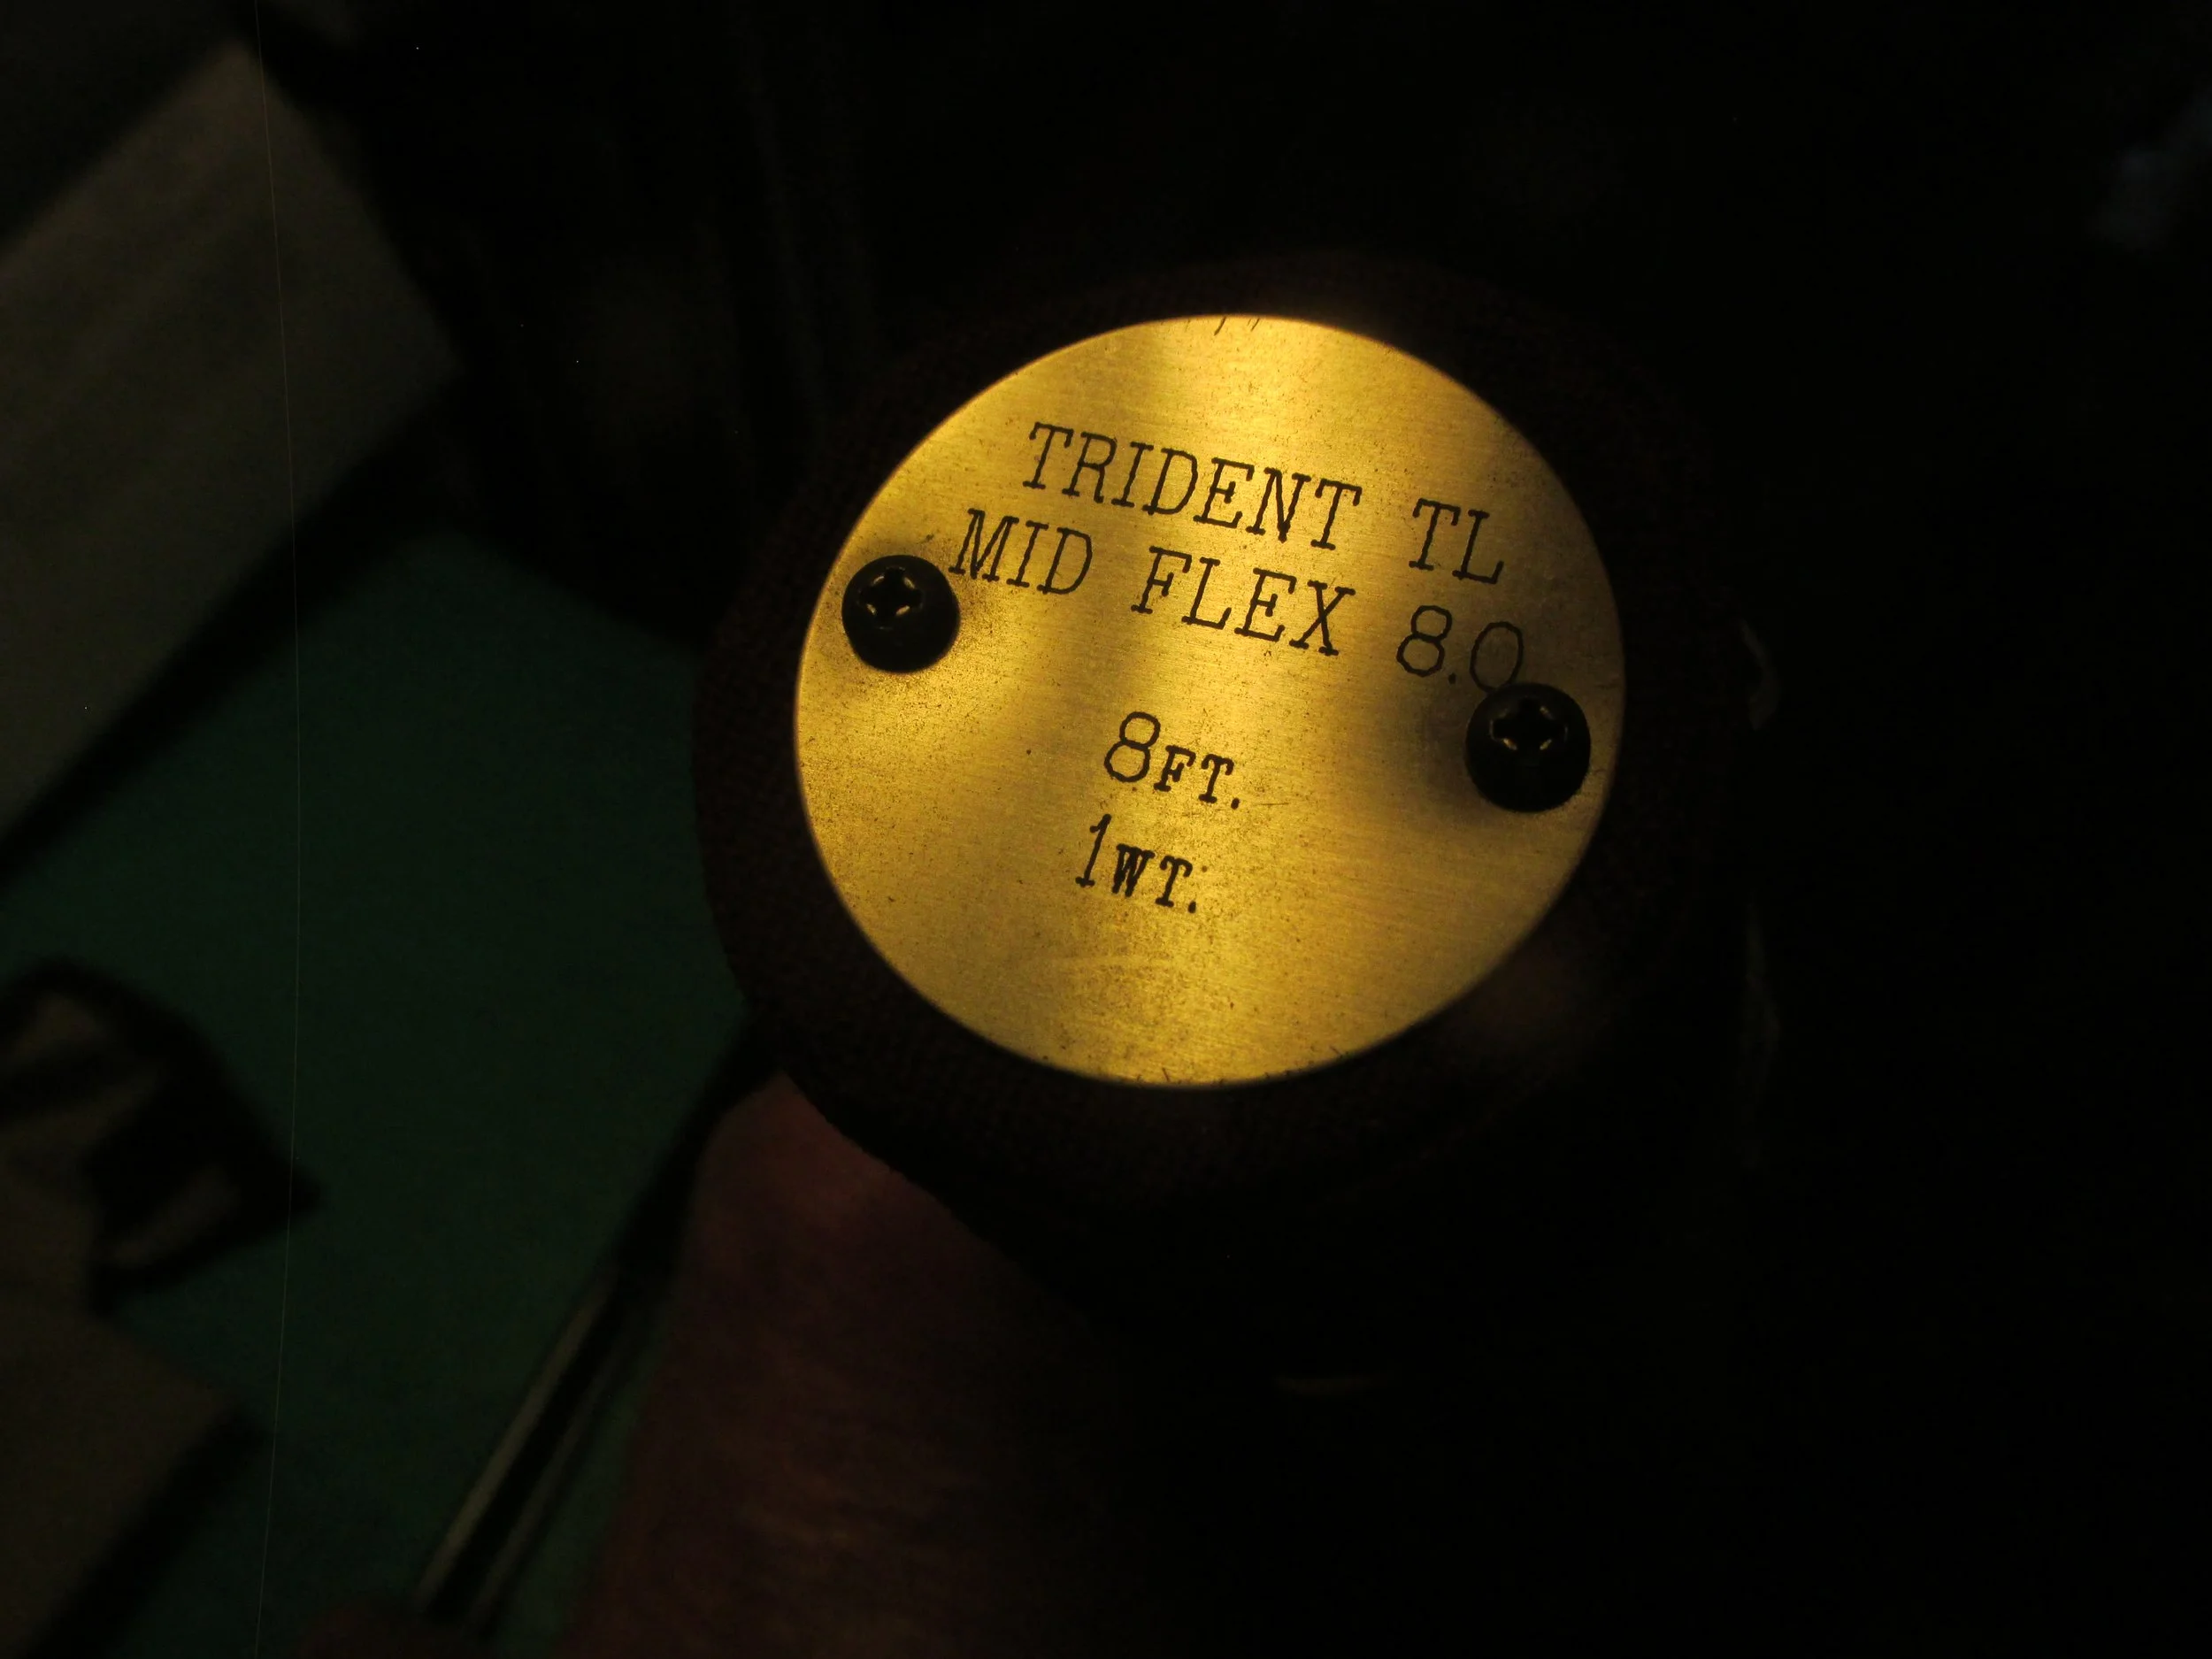 TRIDENT TL
MID FLEX 8.0
8FT.
1WT.